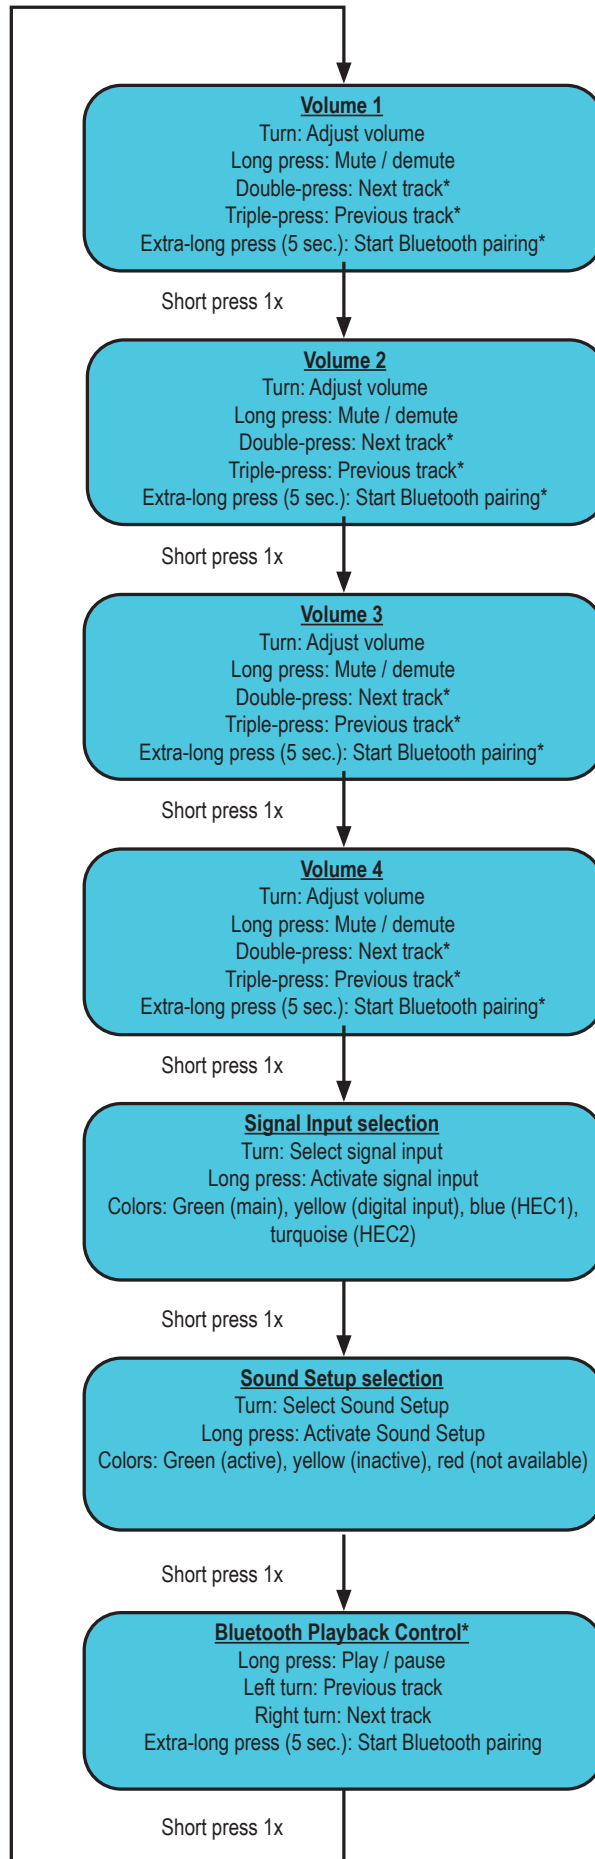 Volume 1
Turn: Adjust volume
Long press: Mute / demute
Double-press: Next track*
Triple-press: Previous track*
Extra-long press (5 sec.): Start Bluetooth pairing*
Short press 1x
Volume 2
Turn: Adjust volume
Long press: Mute / demute
Double-press: Next track*
Triple-press: Previous track*
Extra-long press (5 sec.): Start Bluetooth pairing*
Short press 1x
Volume 3
Turn: Adjust volume
Long press: Mute / demute
Double-press: Next track*
Triple-press: Previous track*
Extra-long press (5 sec.): Start Bluetooth pairing*
Short press 1x
Volume 4
Turn: Adjust volume
Long press: Mute / demute
Double-press: Next track*
Triple-press: Previous track*
Extra-long press (5 sec.): Start Bluetooth pairing*
Short press 1x
Signal Input selection
Turn: Select signal input
Long press: Activate signal input
Colors: Green (main), yellow (digital input), blue (HEC1),
turquoise (HEC2)
Short press 1x
Sound Setup selection
Turn: Select Sound Setup
Long press: Activate Sound Setup
Colors: Green (active), yellow (inactive), red (not available)
Short press 1x
Bluetooth Playback Control*
Long press: Play / pause
Left turn: Previous track
Right turn: Next track
Extra-long press (5 sec.): Start Bluetooth pairing
Short press 1x